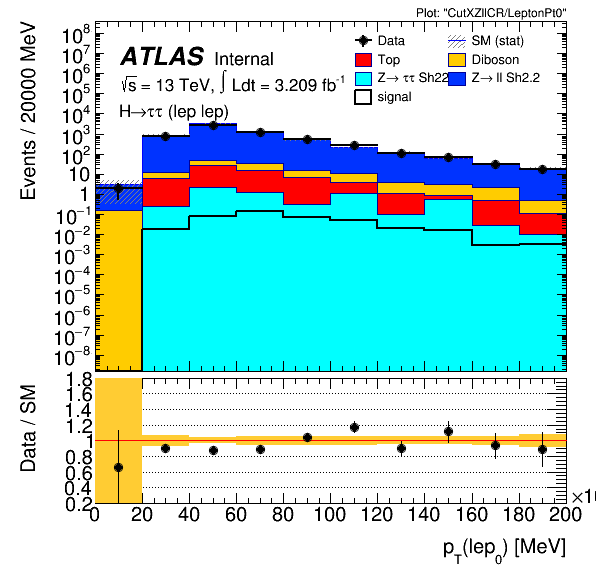 Plot: "CutXZllCR/LeptonPt0"
Events / 20000 MeV
ATLAS Internal
√s = 13 TeV, ∫ Ldt = 3.209 fb⁻¹
H→ττ (lep lep)
Data
SM (stat)
Top
Diboson
Z→ ττ Sh22
Z→ ll Sh2.2
signal
10⁸
10⁷
10⁶
10⁵
10⁴
10³
10²
10
1
10⁻¹
10⁻²
10⁻³
10⁻⁴
10⁻⁵
10⁻⁶
10⁻⁷
10⁻⁸
Data / SM
1.8
1.6
1.4
1.2
1
0.8
0.6
0.4
0.2
0 20 40 60 80 100 120 140 160 180 200
×10
p_T(lep₀) [MeV]